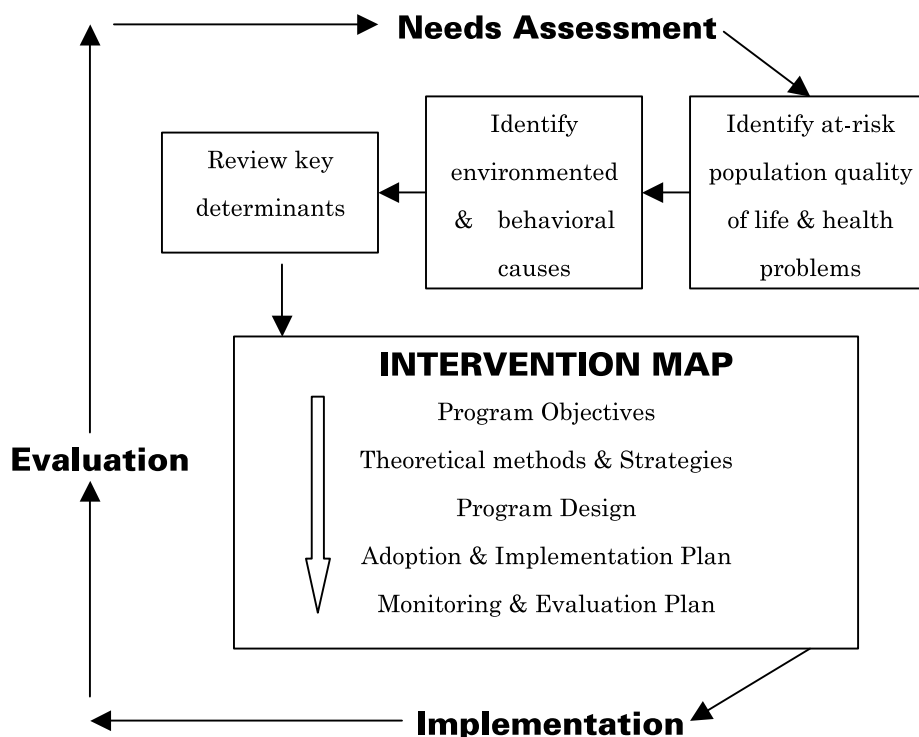 Needs Assessment
Identify at-risk
population quality
of life & health
problems
Identify
environmented
& behavioral
causes
Review key
determinants
INTERVENTION MAP
Program Objectives
Theoretical methods & Strategies
Program Design
Adoption & Implementation Plan
Monitoring & Evaluation Plan
Implementation
Evaluation